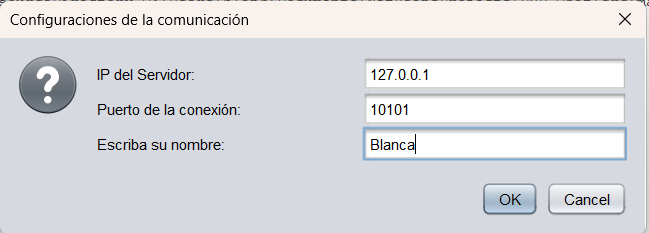 Configuraciones de la comunicación
IP del Servidor: 127.0.0.1
Puerto de la conexión: 10101
Escriba su nombre: Blanca
OK Cancel